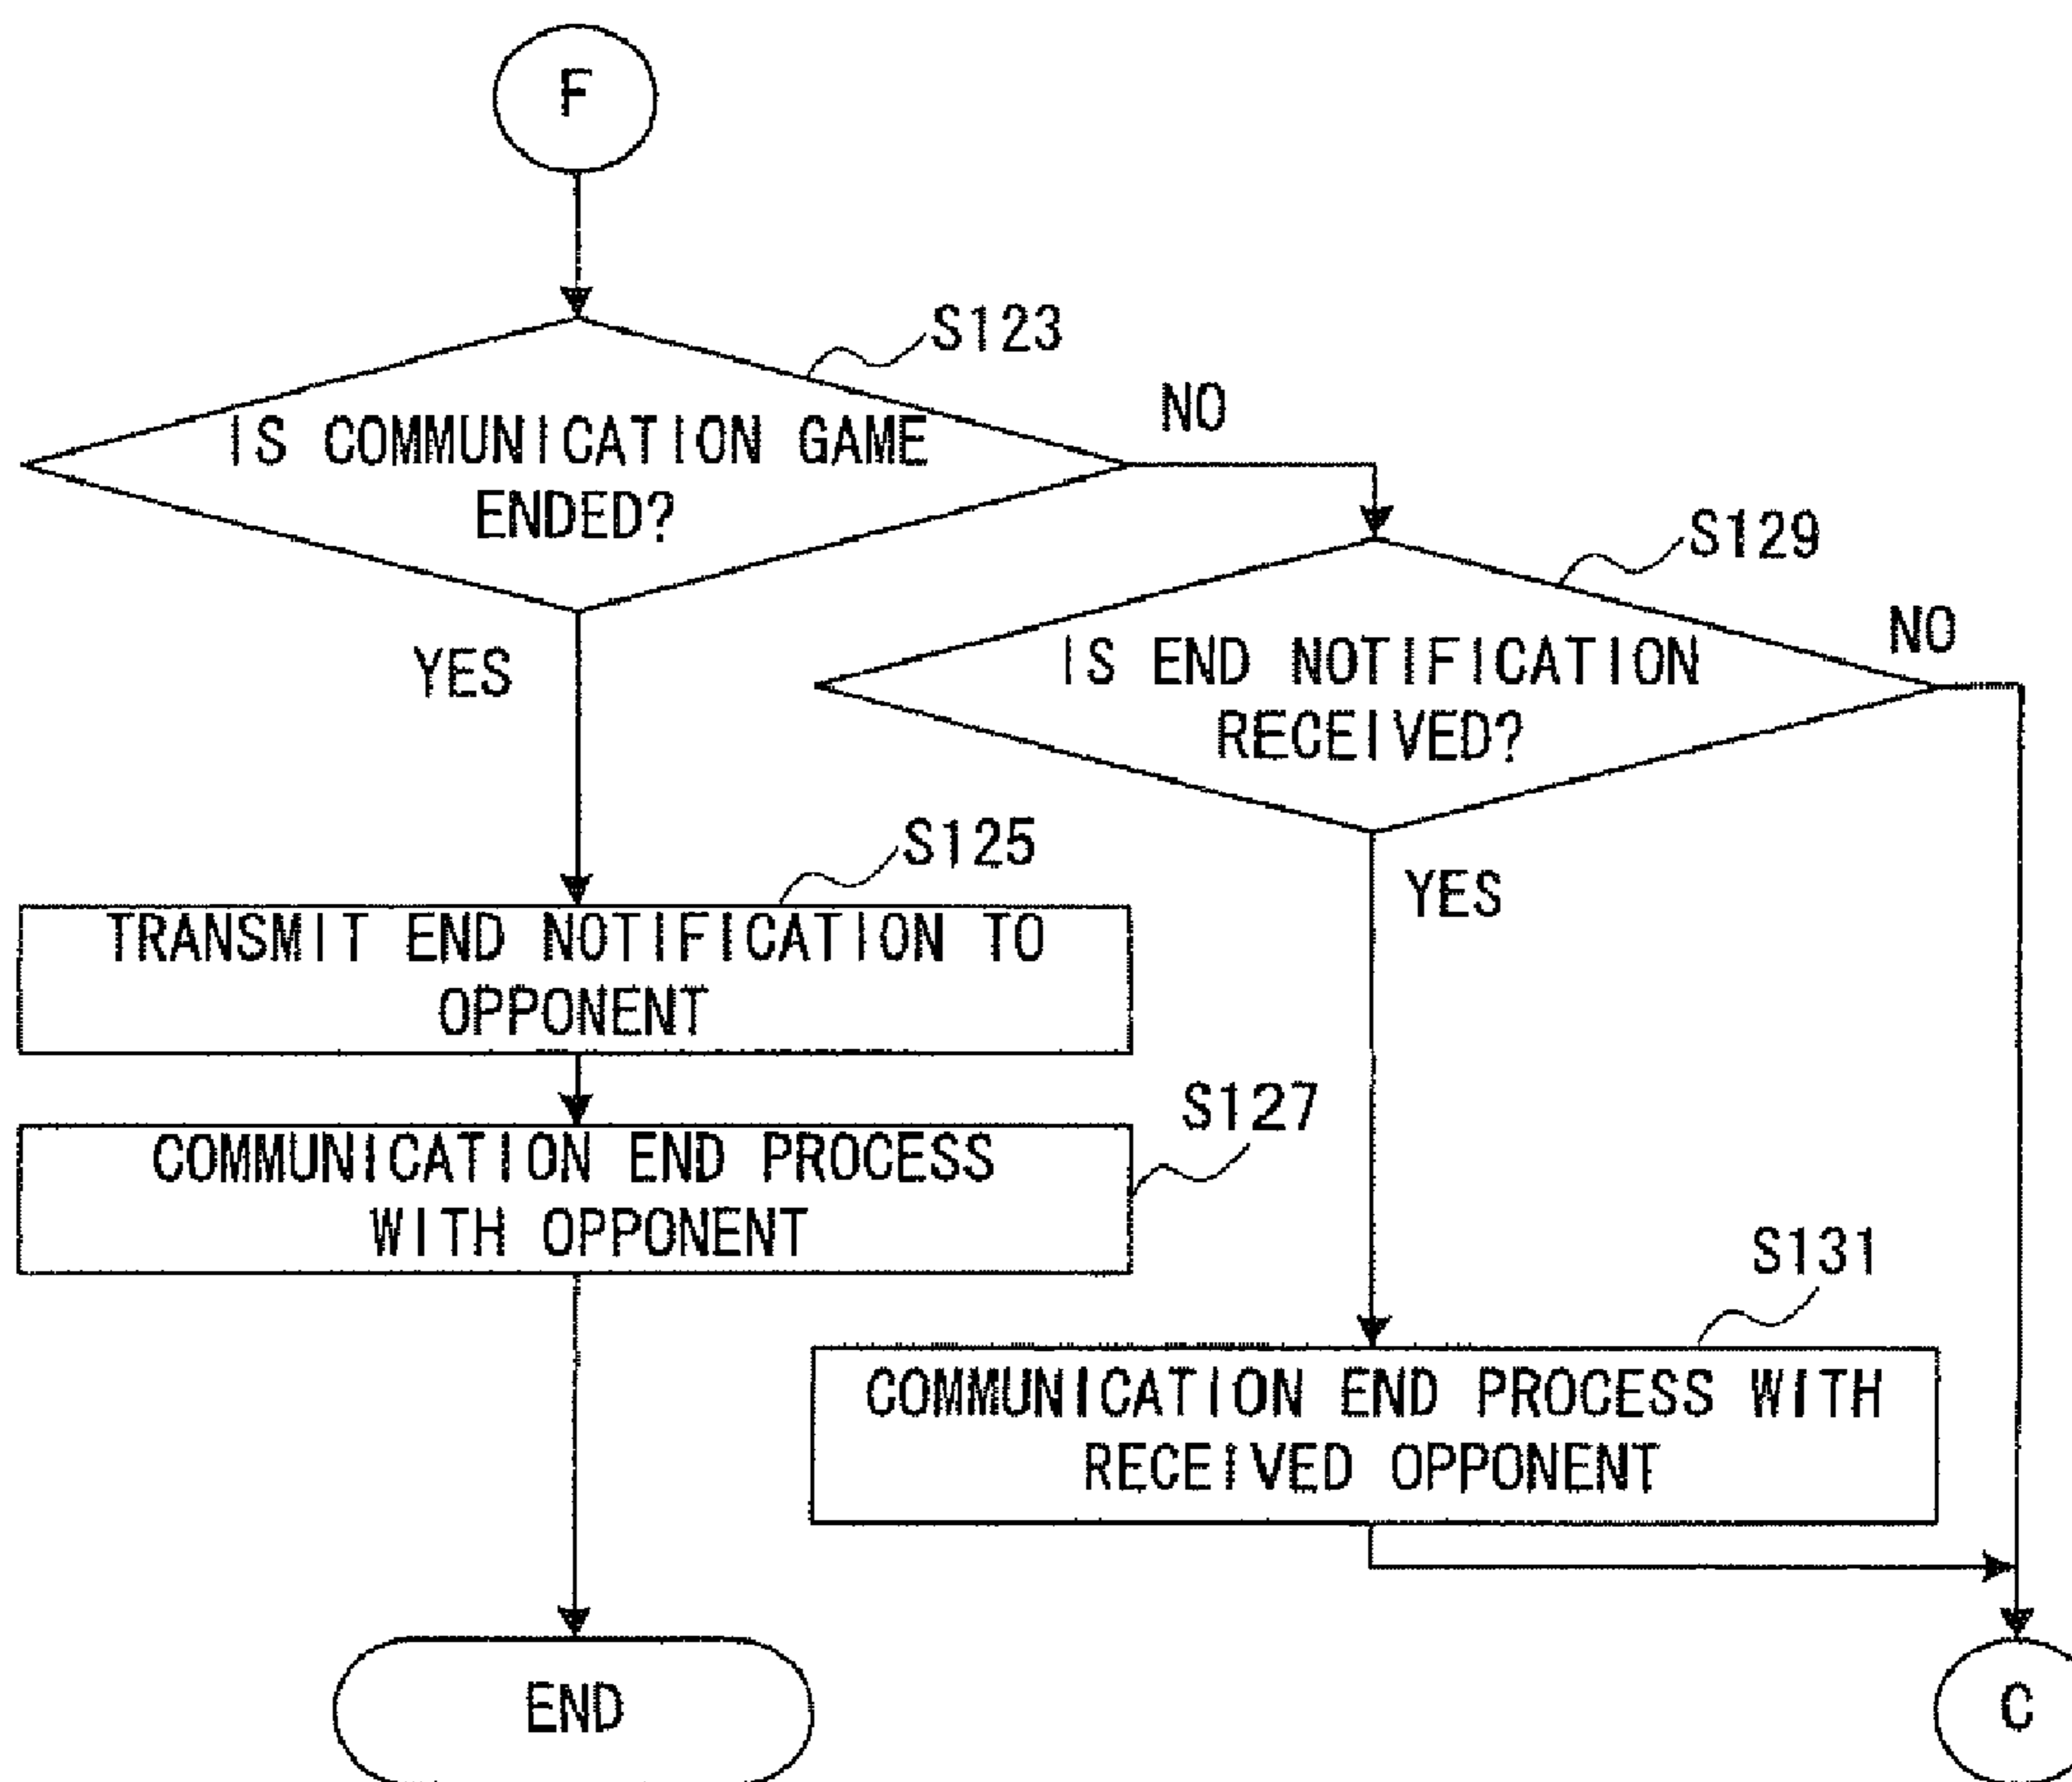 F
S123
IS COMMUNICATION GAME
ENDED?
NO
YES
S129
IS END NOTIFICATION
RECEIVED?
NO
YES
S125
TRANSMIT END NOTIFICATION TO
OPPONENT
S127
COMMUNICATION END PROCESS
WITH OPPONENT
S131
COMMUNICATION END PROCESS WITH
RECEIVED OPPONENT
END
C